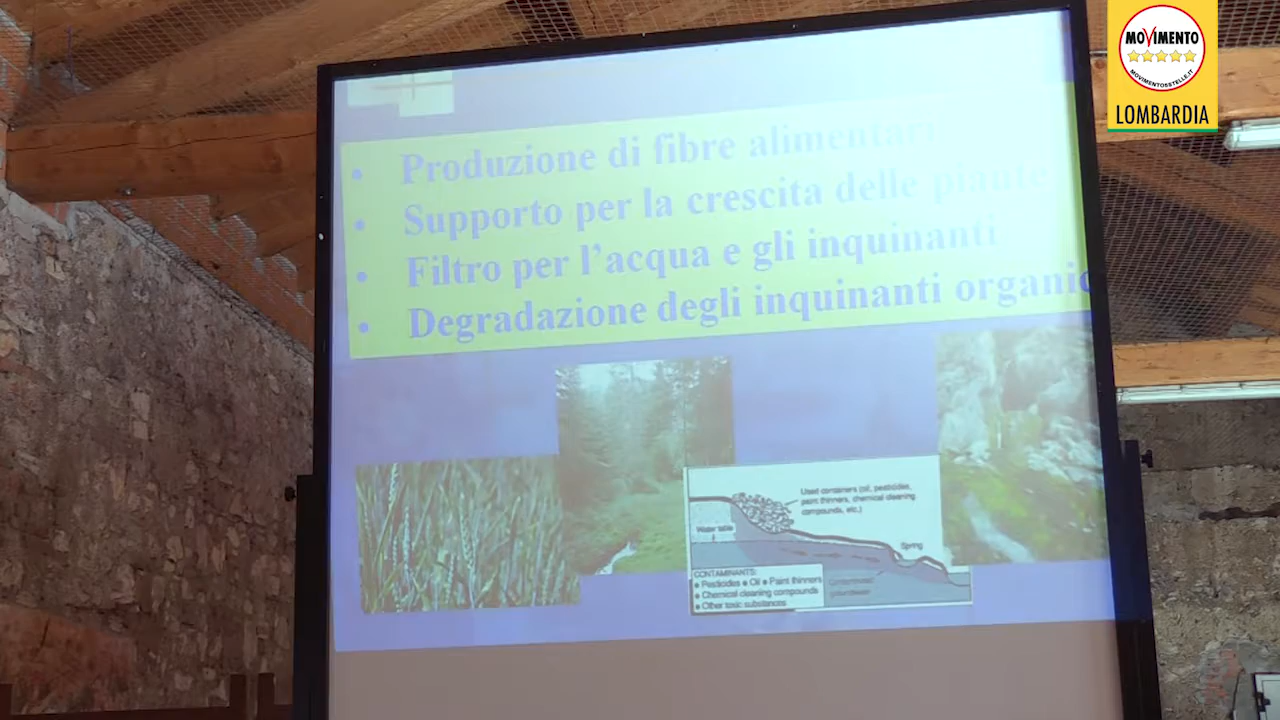 MOVIMENTO
MOVIMENTO5STELLE.IT
LOMBARDIA
• Produzione di fibre alimentari
• Supporto per la crescita delle piante
• Filtro per l'acqua e gli inquinanti
• Degradazione degli inquinanti organic
Used containers (oil, pesticides,
paint thinners, chemical cleaning
compounds, etc.)
Water table
Spring
CONTAMINANTS:
• Pesticides • Oil • Paint thinners
• Chemical cleaning compounds
• Other toxic substances
groundwater